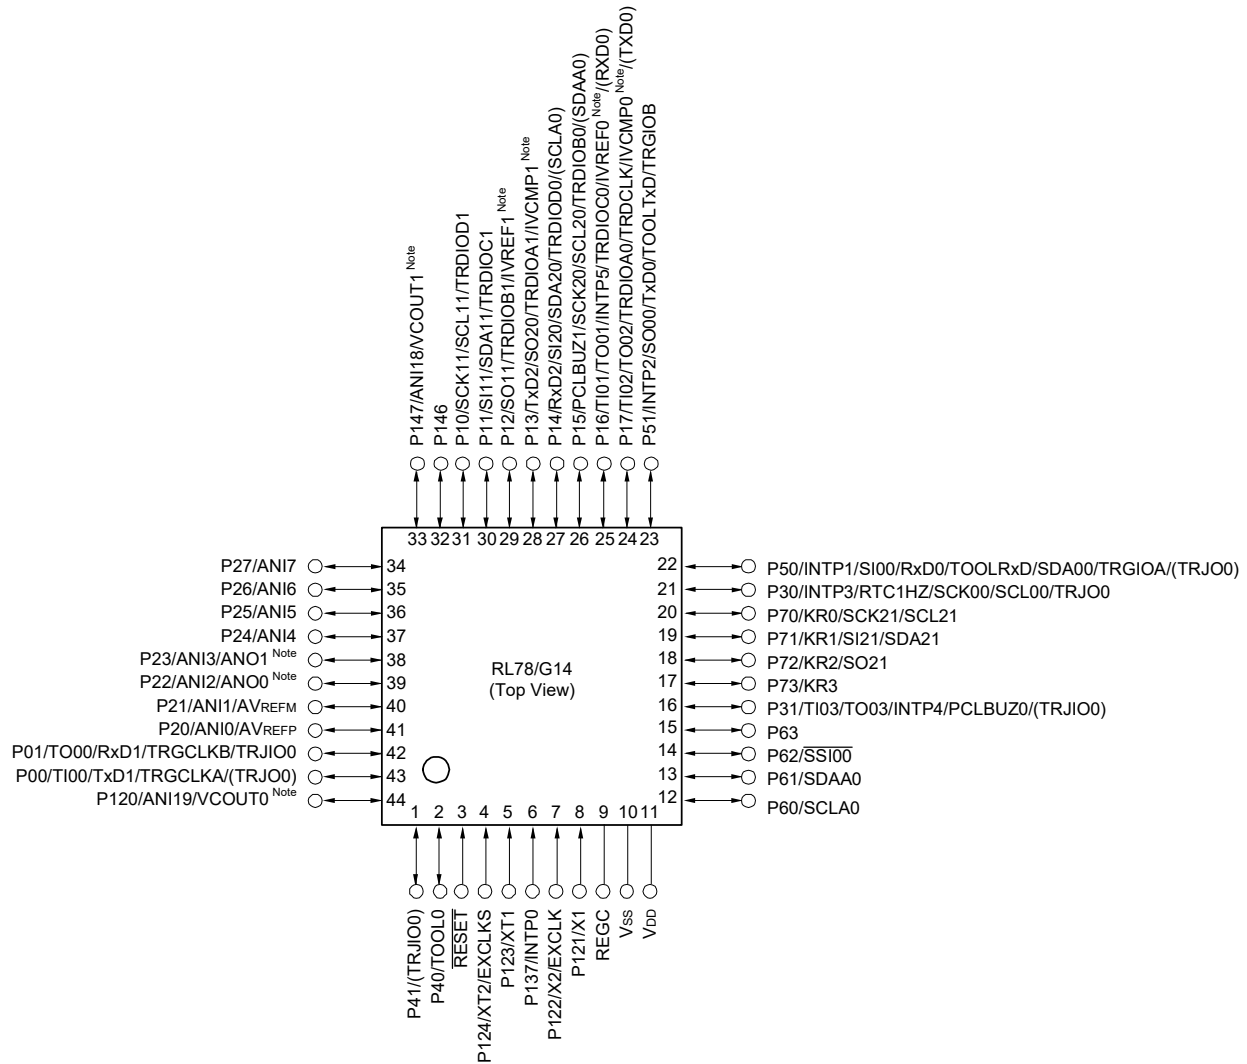 P147/ANI18/VCOUT1 Note
P146
P10/SCK11/SCL11/TRDIOD1
P11/SI11/SDA11/TRDIOC1
P12/SO11/TRDIOB1/IVREF1 Note
P13/TxD2/SO20/TRDIOA1/IVCMP1 Note
P14/RxD2/SI20/SDA20/TRDIOD0/(SCLA0)
P15/PCLBUZ1/SCK20/SCL20/TRDIOB0/(SDAA0)
P16/TI01/TO01/INTP5/TRDIOC0/IVREF0 Note/(RXD0)
P17/TI02/TO02/TRDIOA0/TRDCLK/IVCMP0 Note/(TXD0)
P51/INTP2/SO00/TxD0/TOOLTxD/TRGIOB
33 32 31 30 29 28 27 26 25 24 23
P27/ANI7 34
P26/ANI6 35
P25/ANI5 36
P24/ANI4 37
P23/ANI3/ANO1 Note 38
P22/ANI2/ANO0 Note 39
P21/ANI1/AVREFM 40
P20/ANI0/AVREFP 41
P01/TO00/RxD1/TRGCLKB/TRJIO0 42
P00/TI00/TxD1/TRGCLKA/(TRJO0) 43
P120/ANI19/VCOUT0 Note 44
RL78/G14
(Top View)
22 P50/INTP1/SI00/RxD0/TOOLRxD/SDA00/TRGIOA/(TRJO0)
21 P30/INTP3/RTC1HZ/SCK00/SCL00/TRJO0
20 P70/KR0/SCK21/SCL21
19 P71/KR1/SI21/SDA21
18 P72/KR2/SO21
17 P73/KR3
16 P31/TI03/TO03/INTP4/PCLBUZ0/(TRJIO0)
15 P63
14 P62/SSI00
13 P61/SDAA0
12 P60/SCLA0
1 2 3 4 5 6 7 8 9 10 11
P41/(TRJIO0)
P40/TOOL0
RESET
P124/XT2/EXCLKS
P123/XT1
P137/INTP0
P122/X2/EXCLK
P121/X1
REGC
VSS
VDD